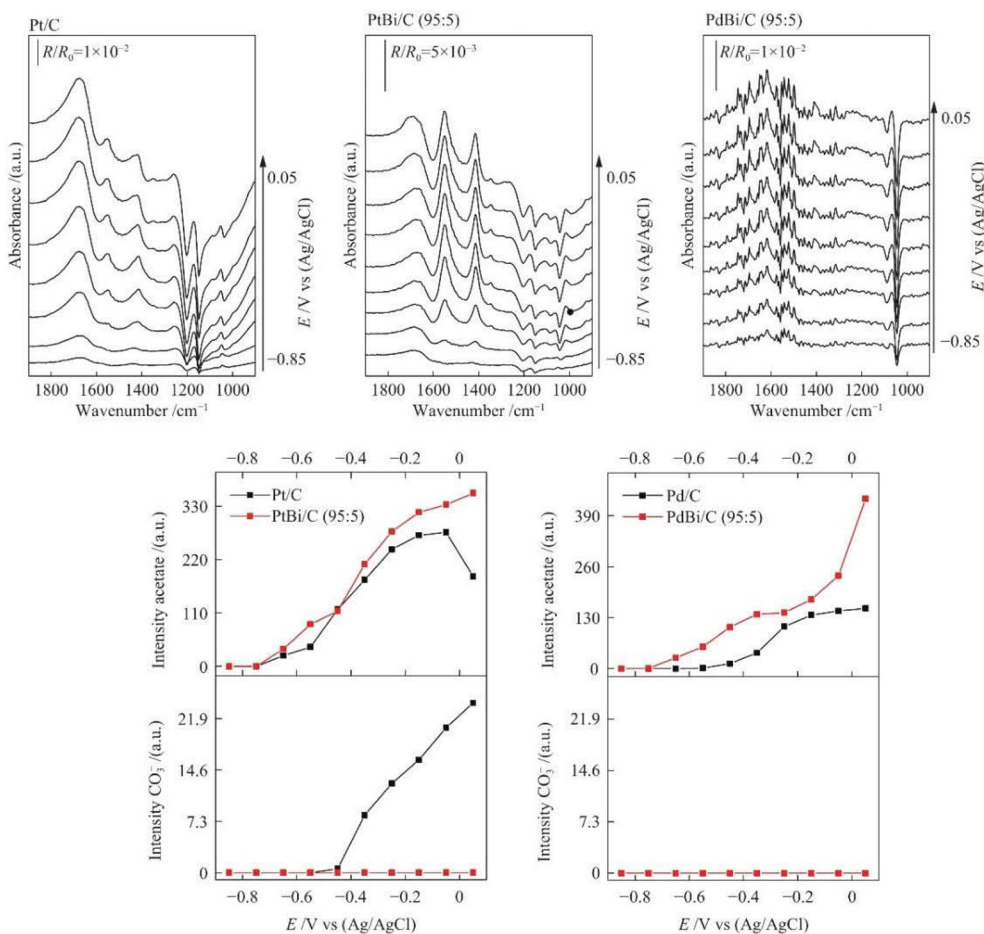 Pt/C
PtBi/C (95:5)
PdBi/C (95:5)
R/R₀=1×10⁻²
R/R₀=5×10⁻³
R/R₀=1×10⁻²
Absorbance /(a.u.)
0.05
E /V vs (Ag/AgCl)
−0.85
Absorbance /(a.u.)
0.05
E /V vs (Ag/AgCl)
−0.85
Absorbance /(a.u.)
0.05
E /V vs (Ag/AgCl)
−0.85
1800 1600 1400 1200 1000
Wavenumber /cm⁻¹
1800 1600 1400 1200 1000
Wavenumber /cm⁻¹
1800 1600 1400 1200 1000
Wavenumber /cm⁻¹
−0.8 −0.6 −0.4 −0.2 0
Pt/C
PtBi/C (95:5)
Intensity acetate /(a.u.)
330
220
110
0
Intensity CO₃⁻ /(a.u.)
21.9
14.6
7.3
0
−0.8 −0.6 −0.4 −0.2 0
E /V vs (Ag/AgCl)
−0.8 −0.6 −0.4 −0.2 0
Pd/C
PdBi/C (95:5)
Intensity acetate /(a.u.)
390
260
130
0
Intensity CO₃⁻ /(a.u.)
21.9
14.6
7.3
0
−0.8 −0.6 −0.4 −0.2 0
E /V vs (Ag/AgCl)